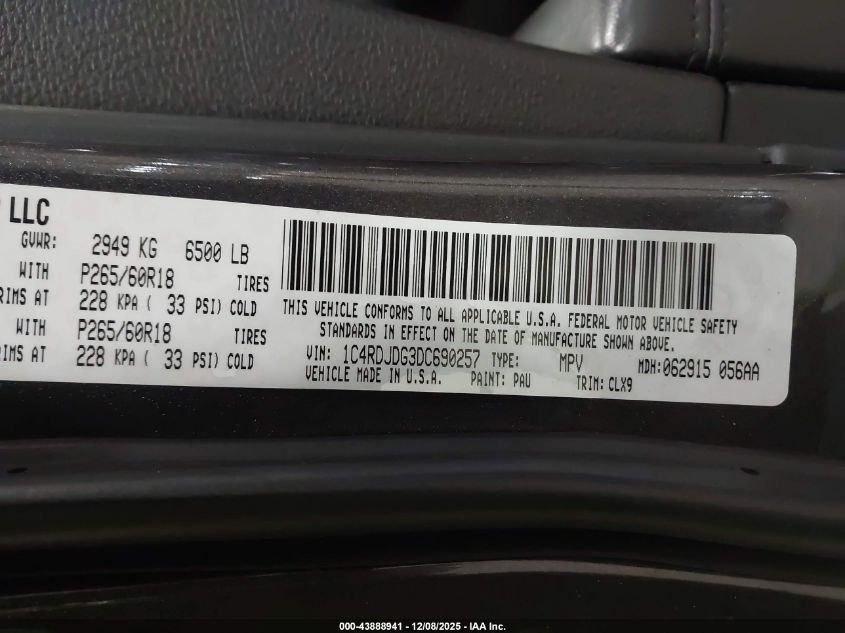 LLC
GVWR: 2949 KG 6500 LB
WITH P265/60R18 TIRES
RIMS AT 228 KPA ( 33 PSI) COLD
WITH P265/60R18 TIRES
RIMS AT 228 KPA ( 33 PSI) COLD
THIS VEHICLE CONFORMS TO ALL APPLICABLE U.S.A. FEDERAL MOTOR VEHICLE SAFETY
STANDARDS IN EFFECT ON THE DATE OF MANUFACTURE SHOWN ABOVE.
VIN: 1C4RDJDG3DC690257 TYPE: MPV MDH:062915 056AA
VEHICLE MADE IN U.S.A. PAINT: PAU TRIM: CLX9
000-43888941 - 12/08/2025 - IAA Inc.